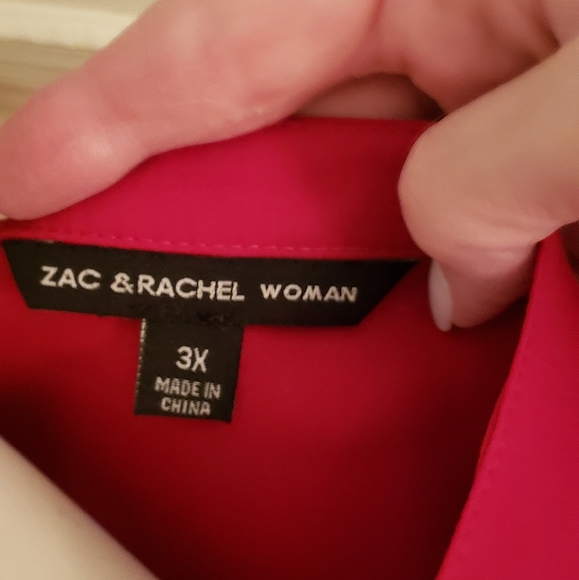 ZAC & RACHEL WOMAN
3X
MADE IN
CHINA